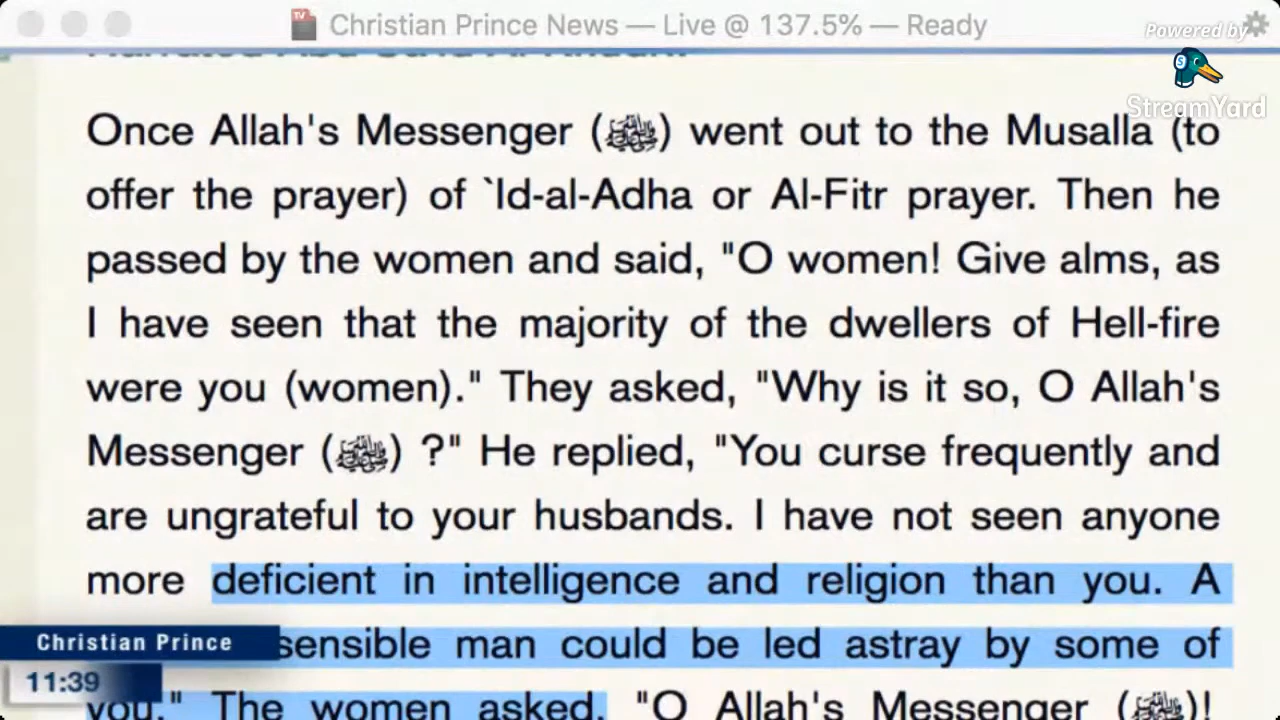 Christian Prince News — Live @ 137.5% — Ready
Powered by
StreamYard
Narrated Abu Sa'id Al-Khudri:
Once Allah's Messenger (ﷺ) went out to the Musalla (to
offer the prayer) of `Id-al-Adha or Al-Fitr prayer. Then he
passed by the women and said, "O women! Give alms, as
I have seen that the majority of the dwellers of Hell-fire
were you (women)." They asked, "Why is it so, O Allah's
Messenger (ﷺ) ?" He replied, "You curse frequently and
are ungrateful to your husbands. I have not seen anyone
more deficient in intelligence and religion than you. A
sensible man could be led astray by some of
you." The women asked, "O Allah's Messenger (ﷺ)!
Christian Prince
11:39